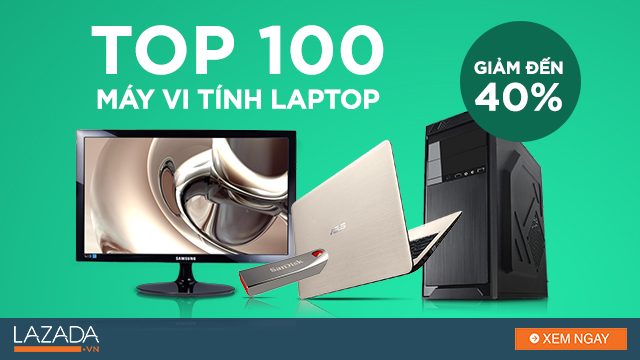 TOP 100
MÁY VI TÍNH LAPTOP
GIẢM ĐẾN
40%
SAMSUNG
ASUS
SanDisk
LAZADA
.VN
XEM NGAY